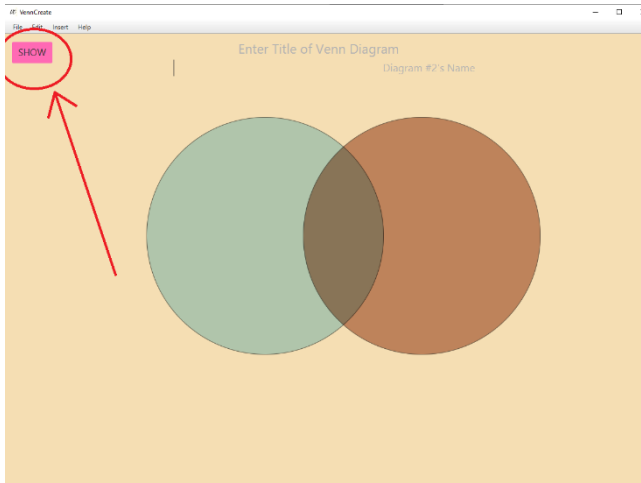 VennCreate
File Edit Insert Help
SHOW
Enter Title of Venn Diagram
Diagram #2's Name